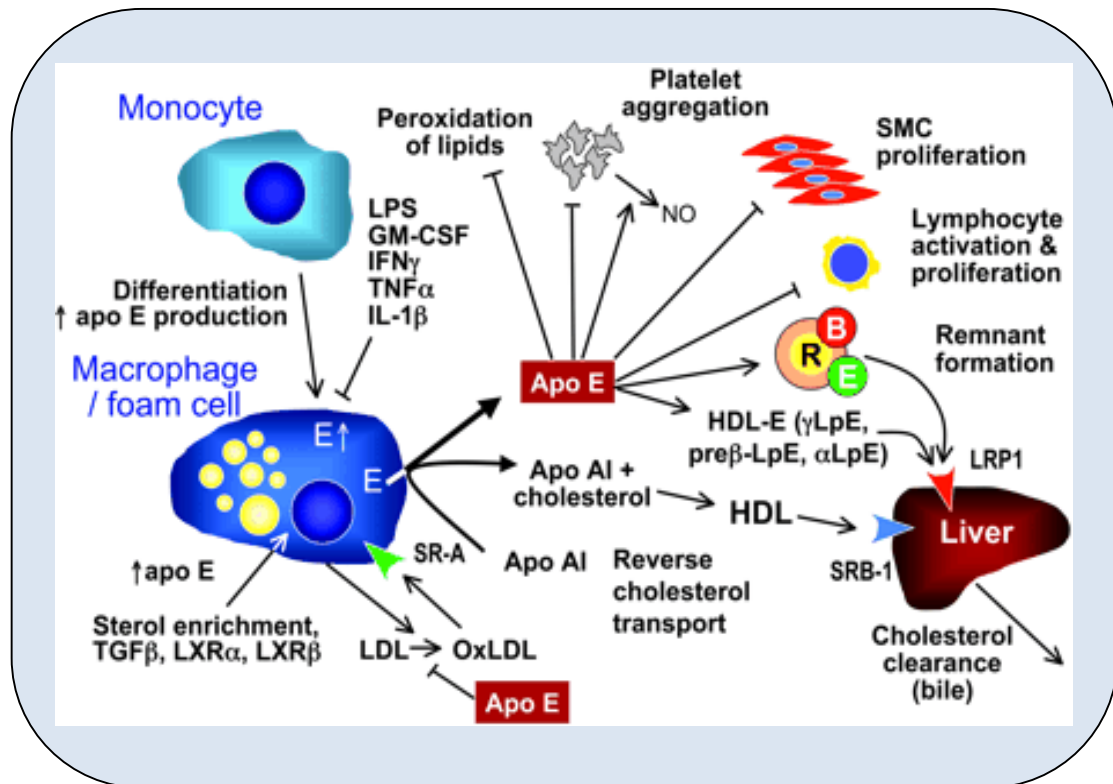 Monocyte
Peroxidation
of lipids
Platelet
aggregation
NO
SMC
proliferation
LPS
GM-CSF
IFNγ
TNFα
IL-1β
Differentiation
↑ apo E production
Lymphocyte
activation &
proliferation
Macrophage
/ foam cell
E↑
E
Apo E
B
R
E
Remnant
formation
HDL-E (γLpE,
preβ-LpE, αLpE)
LRP1
Apo AI +
cholesterol
HDL
Liver
SRB-1
SR-A
Apo AI
Reverse
cholesterol
transport
↑apo E
Sterol enrichment,
TGFβ, LXRα, LXRβ
LDL
OxLDL
Apo E
Cholesterol
clearance
(bile)